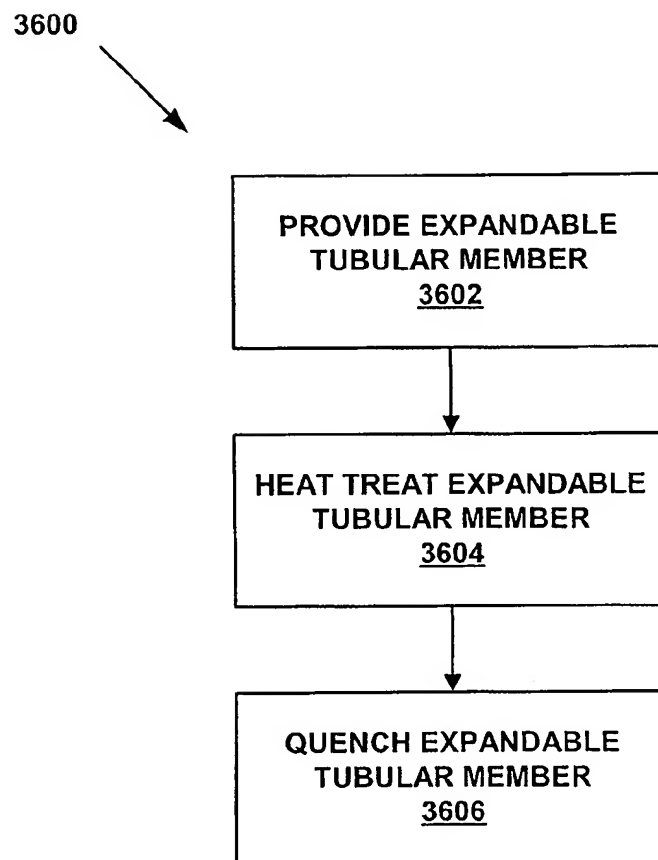 3600
PROVIDE EXPANDABLE
TUBULAR MEMBER
3602
HEAT TREAT EXPANDABLE
TUBULAR MEMBER
3604
QUENCH EXPANDABLE
TUBULAR MEMBER
3606